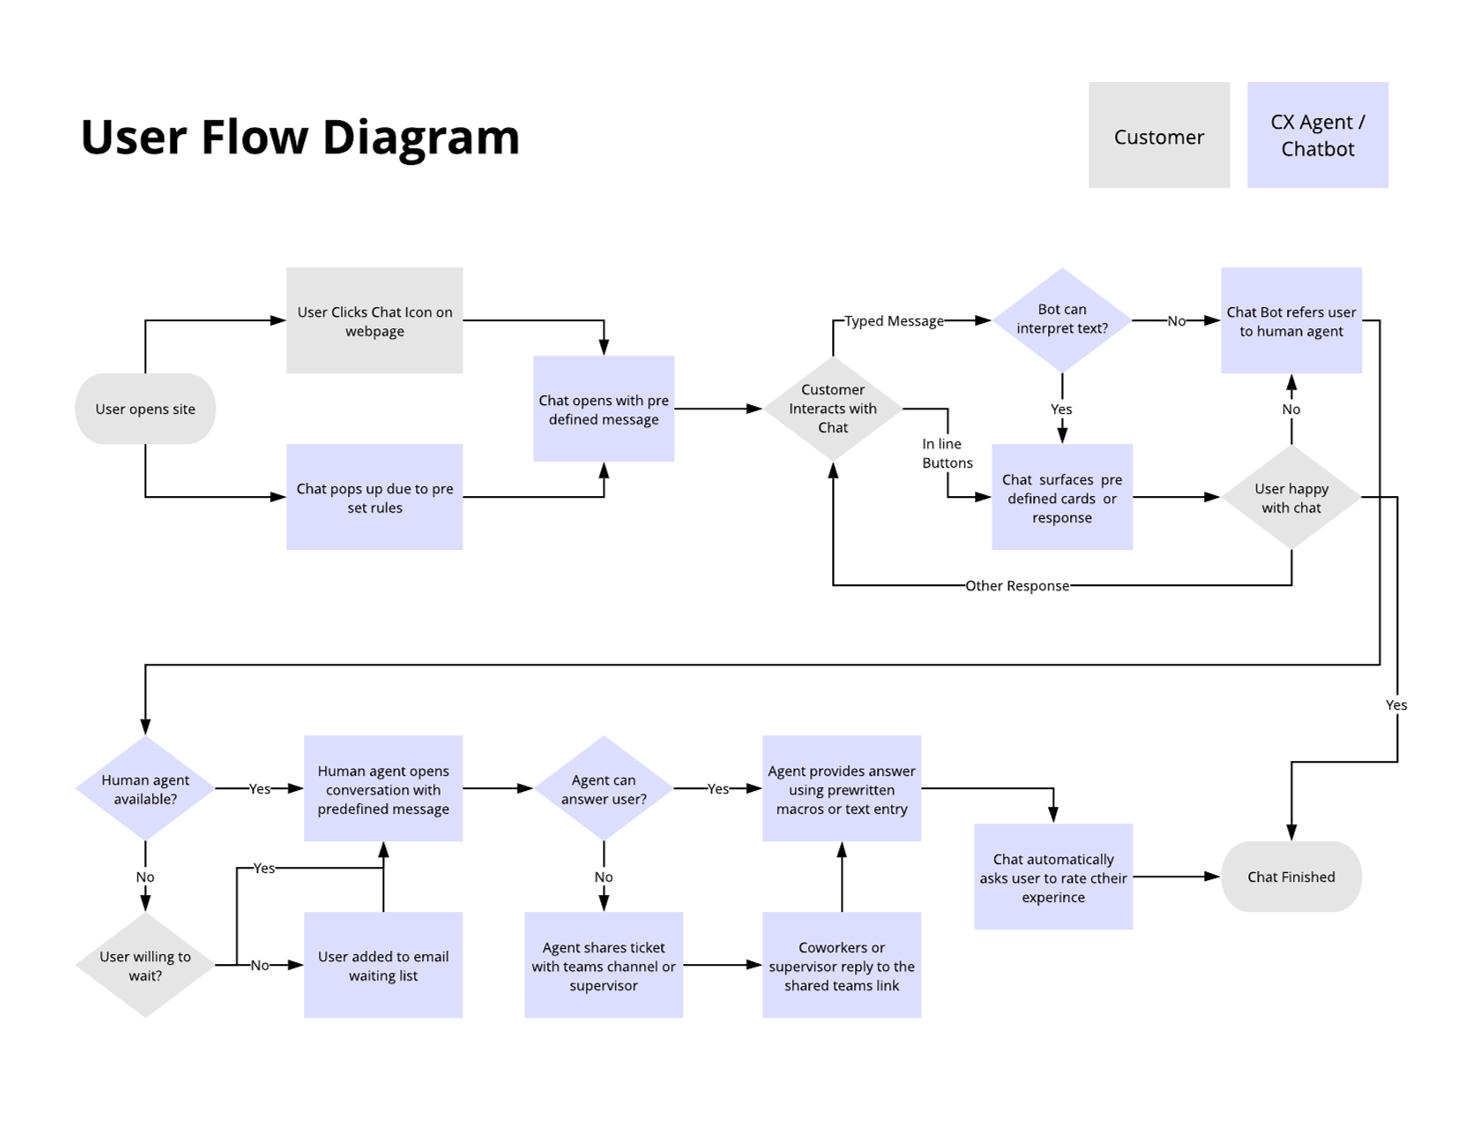 User Flow Diagram
Customer
CX Agent /
Chatbot
User opens site
User Clicks Chat Icon on
webpage
Chat pops up due to pre
set rules
Chat opens with pre
defined message
Customer
Interacts with
Chat
Typed Message
In line
Buttons
Bot can
interpret text?
No
Yes
Chat Bot refers user
to human agent
Chat surfaces pre
defined cards or
response
No
User happy
with chat
Other Response
Yes
Human agent
available?
Yes
No
User willing to
wait?
Yes
No
Human agent opens
conversation with
predefined message
User added to email
waiting list
Agent can
answer user?
Yes
No
Agent shares ticket
with teams channel or
supervisor
Agent provides answer
using prewritten
macros or text entry
Coworkers or
supervisor reply to the
shared teams link
Chat automatically
asks user to rate ctheir
experince
Chat Finished